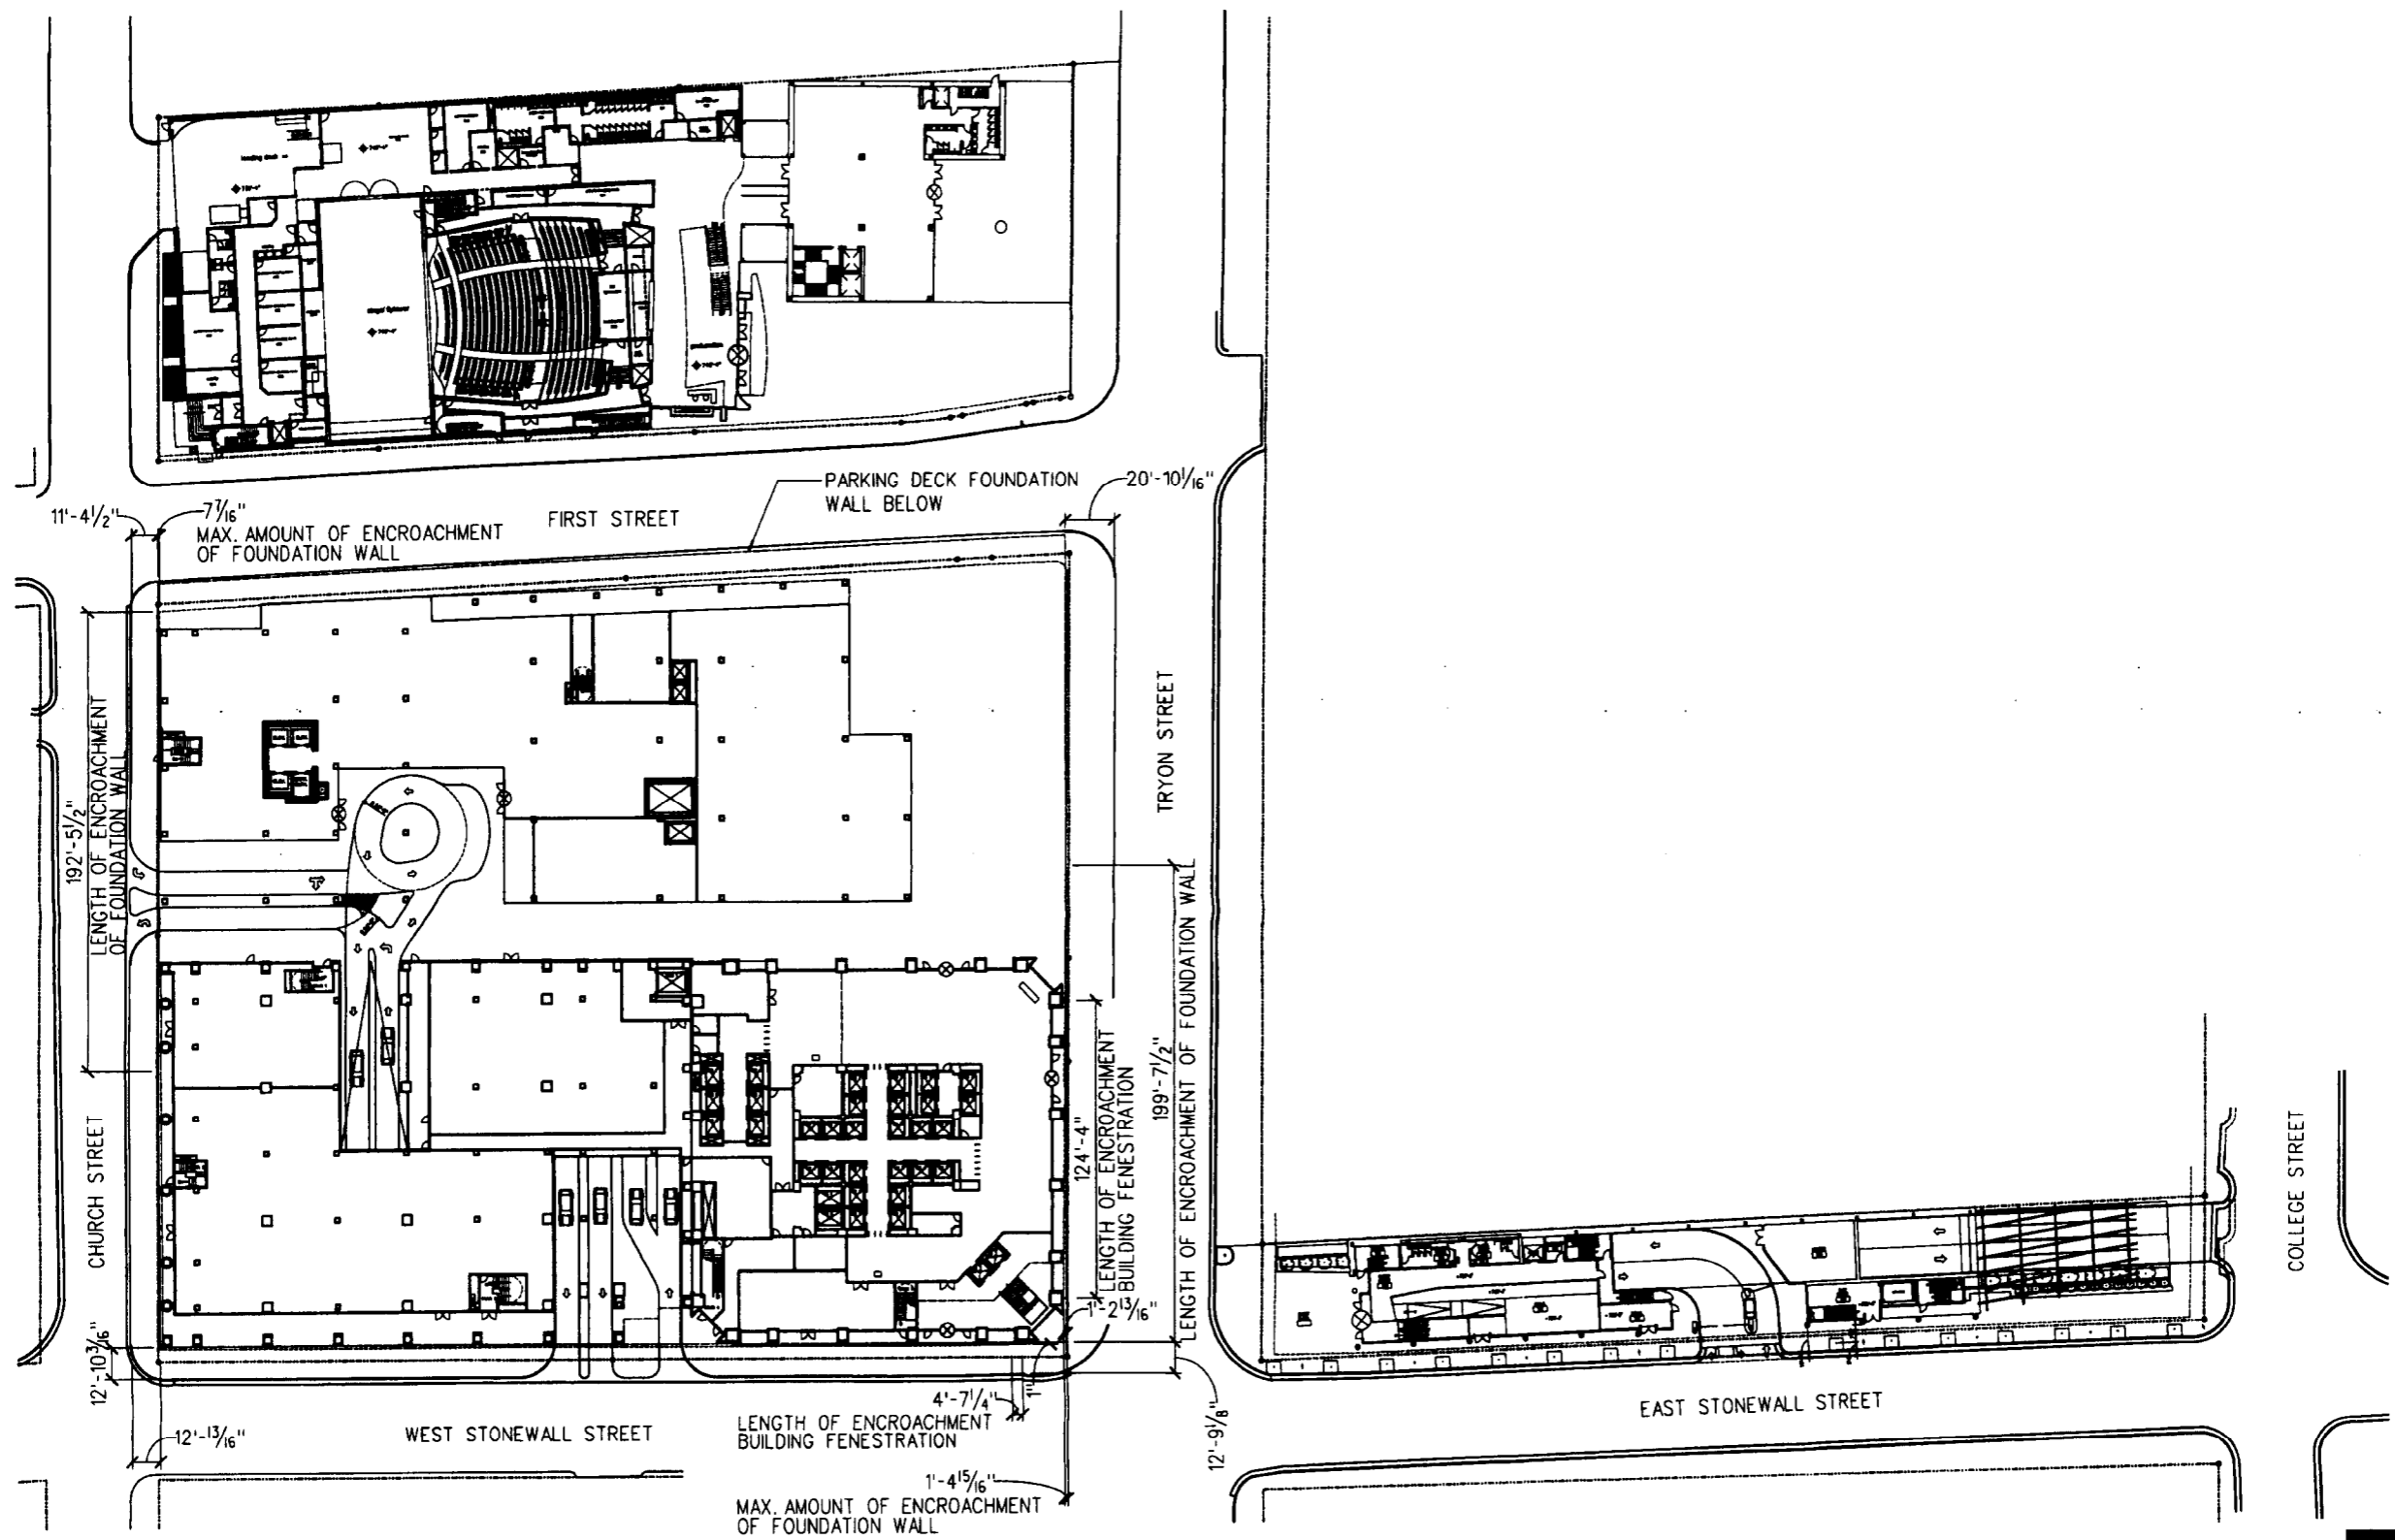 PARKING DECK FOUNDATION
WALL BELOW
20'-10 1/16"
11'-4 1/2"
7 7/16"
MAX. AMOUNT OF ENCROACHMENT
OF FOUNDATION WALL
FIRST STREET
192'-5 1/2"
LENGTH OF ENCROACHMENT
OF FOUNDATION WALL
TRYON STREET
124'-4"
LENGTH OF ENCROACHMENT
BUILDING FENESTRATION
199'-7 1/2"
LENGTH OF ENCROACHMENT OF FOUNDATION WALL
CHURCH STREET
COLLEGE STREET
1'-2 13/16"
1"
12'-10 3/16"
12'-13/16"
WEST STONEWALL STREET
4'-7 1/4"
LENGTH OF ENCROACHMENT
BUILDING FENESTRATION
12'-9 1/8"
EAST STONEWALL STREET
1'-4 15/16"
MAX. AMOUNT OF ENCROACHMENT
OF FOUNDATION WALL